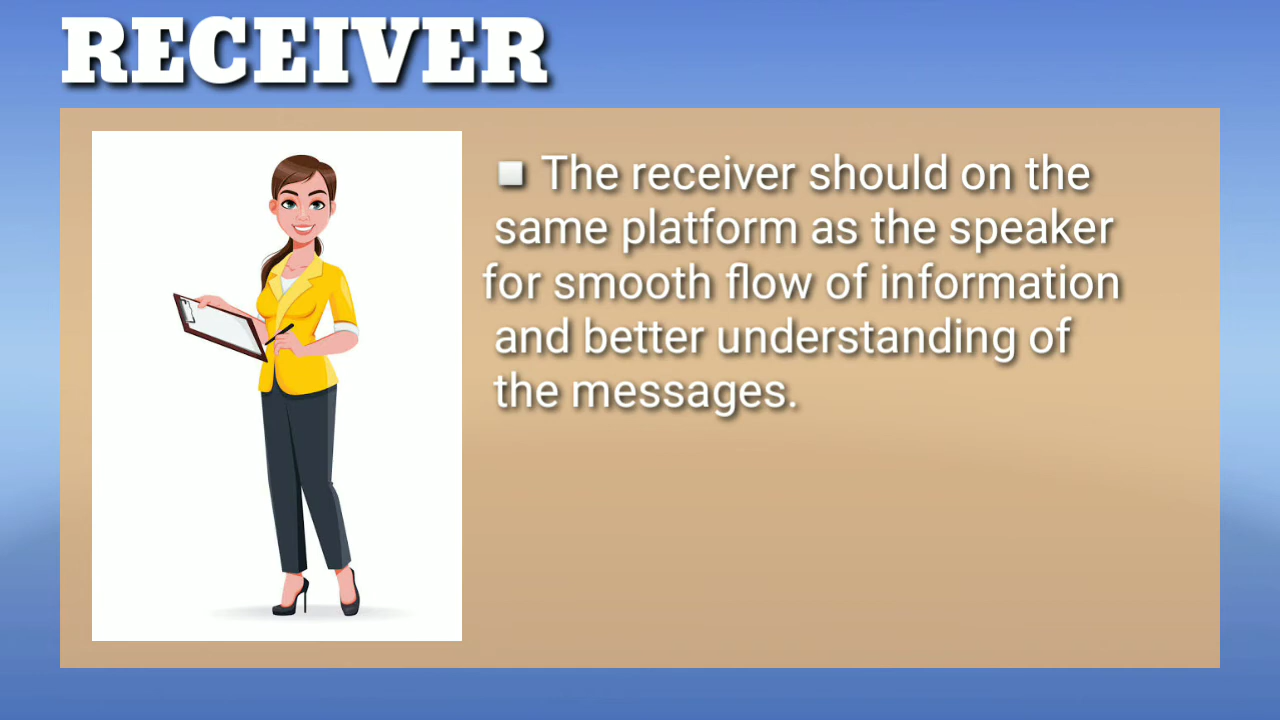 RECEIVER
▫ The receiver should on the
same platform as the speaker
for smooth flow of information
and better understanding of
the messages.